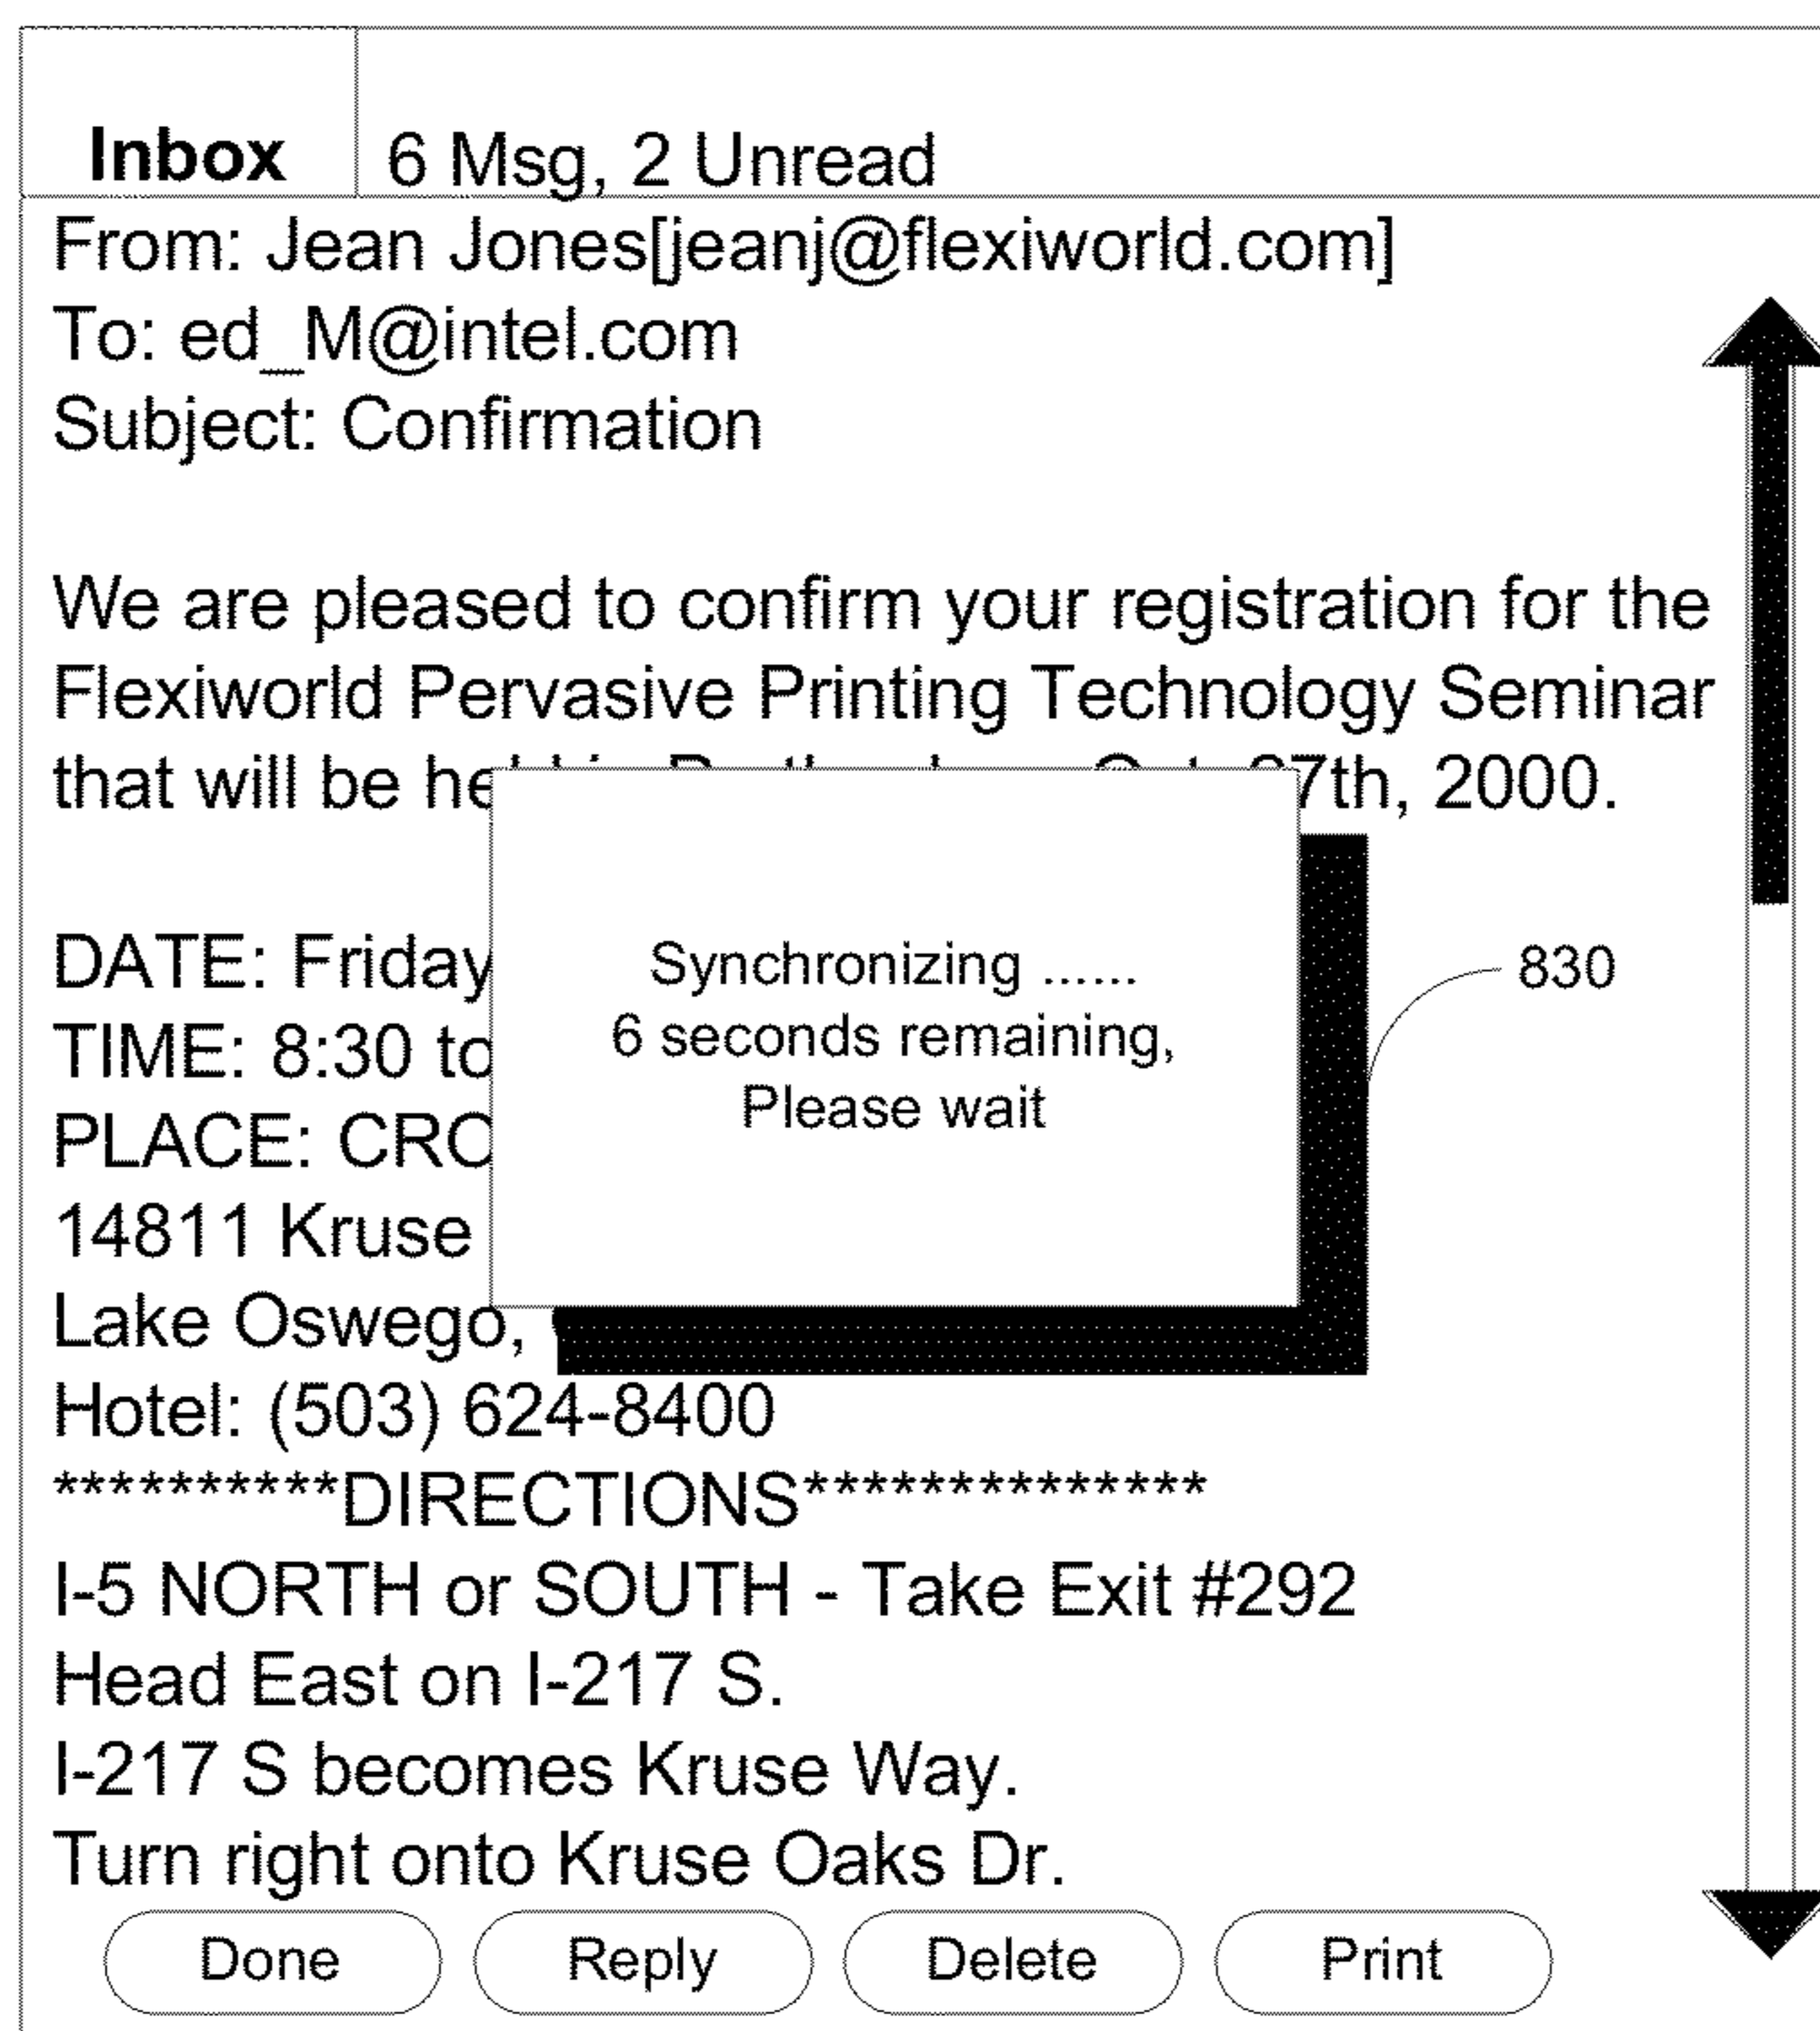 Inbox 6 Msg, 2 Unread
From: Jean Jones[jeanj@flexiworld.com]
To: ed_M@intel.com
Subject: Confirmation
We are pleased to confirm your registration for the
Flexiworld Pervasive Printing Technology Seminar
that will be 7th, 2000.
DATE: Friday
TIME: 8:30 to
PLACE: CRO
14811 Kruse
Lake Oswego,
Synchronizing ......
6 seconds remaining,
Please wait
830
Hotel: (503) 624-8400
**********DIRECTIONS**************
I-5 NORTH or SOUTH - Take Exit #292
Head East on I-217 S.
I-217 S becomes Kruse Way.
Turn right onto Kruse Oaks Dr.
Done Reply Delete Print